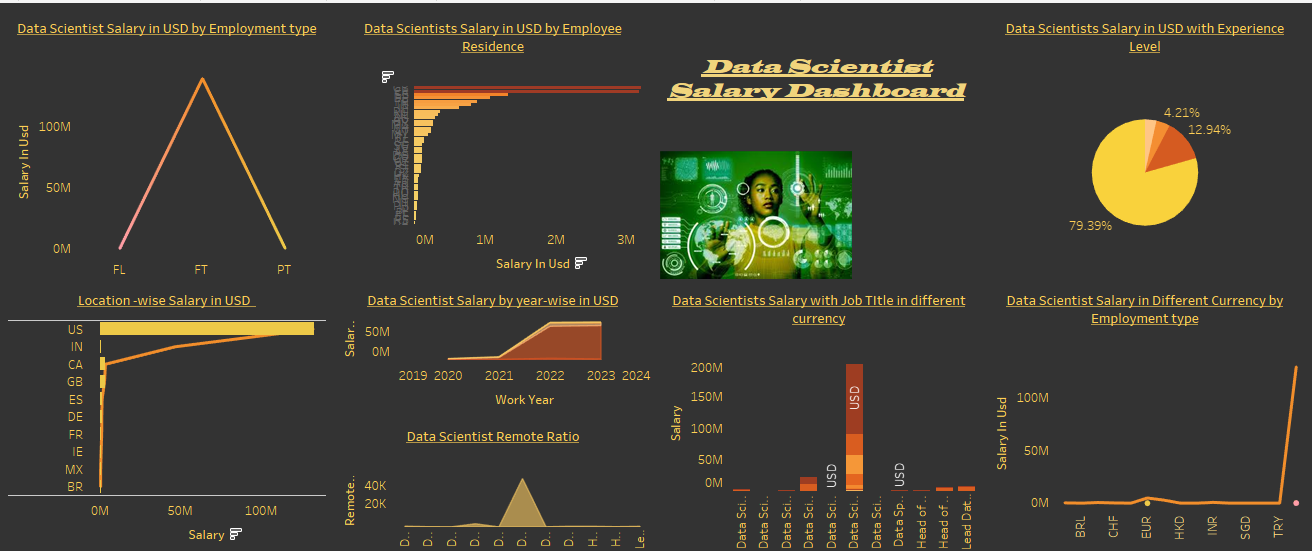 Data Scientist Salary in USD by Employment type
Salary In Usd
100M
50M
0M
FL FT PT
Data Scientists Salary in USD by Employee
Residence
0M 1M 2M 3M
Salary In Usd
Data Scientist
Salary Dashboard
Data Scientists Salary in USD with Experience
Level
4.21%
12.94%
79.39%
Location -wise Salary in USD
US
IN
CA
GB
ES
DE
FR
IE
MX
BR
0M 50M 100M
Salary
Data Scientist Salary by year-wise in USD
Salar..
50M
0M
2019 2020 2021 2022 2023 2024
Work Year
Data Scientist Remote Ratio
Remote..
40K
20K
D.. D.. D.. D.. D.. D.. D.. D.. H.. H.. Le..
Data Scientists Salary with Job TItle in different
currency
Salary
200M
150M
100M
50M
0M
USD
USD
USD
Data Sci..
Data Sci..
Data Sci..
Data Sci..
Data Sci..
Data Sci..
Data Sci..
Data Sp..
Head of ..
Head of ..
Lead Dat..
Data Scientist Salary in Different Currency by
Employment type
Salary In Usd
100M
50M
0M
BRL CHF EUR HKD INR SGD TRY